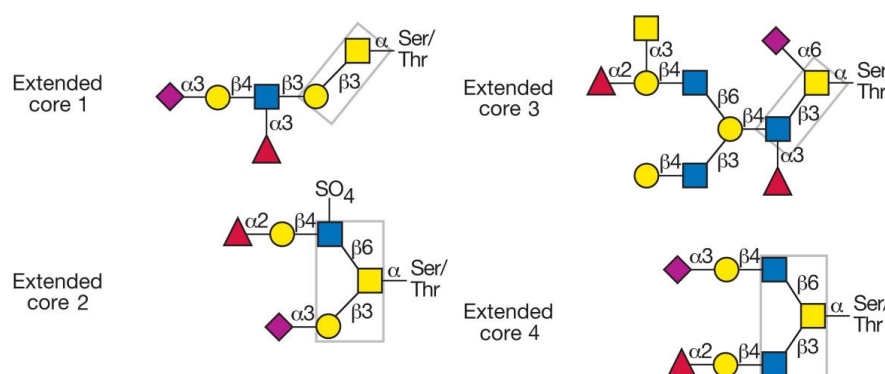 Extended
core 1
α3
β4
β3
α3
β3
α
Ser/
Thr
Extended
core 3
α2
α3
β4
β6
β4
β3
β4
α3
β3
α6
α
Ser/
Thr
Extended
core 2
SO4
α2
β4
β6
α3
β3
α
Ser/
Thr
Extended
core 4
α3
β4
β6
α2
β4
β3
α
Ser/
Thr